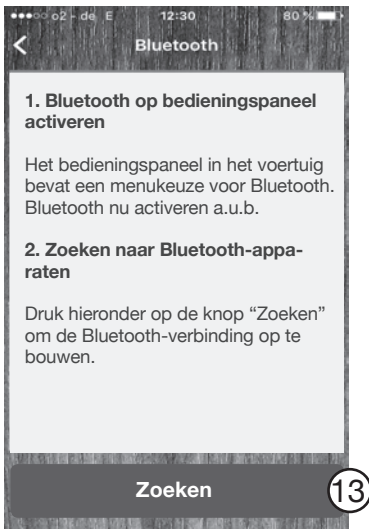 o2 - de E 12:30 80 %
Bluetooth
1. Bluetooth op bedieningspaneel
activeren
Het bedieningspaneel in het voertuig
bevat een menukeuze voor Bluetooth.
Bluetooth nu activeren a.u.b.
2. Zoeken naar Bluetooth-appa-
raten
Druk hieronder op de knop “Zoeken”
om de Bluetooth-verbinding op te
bouwen.
Zoeken 13